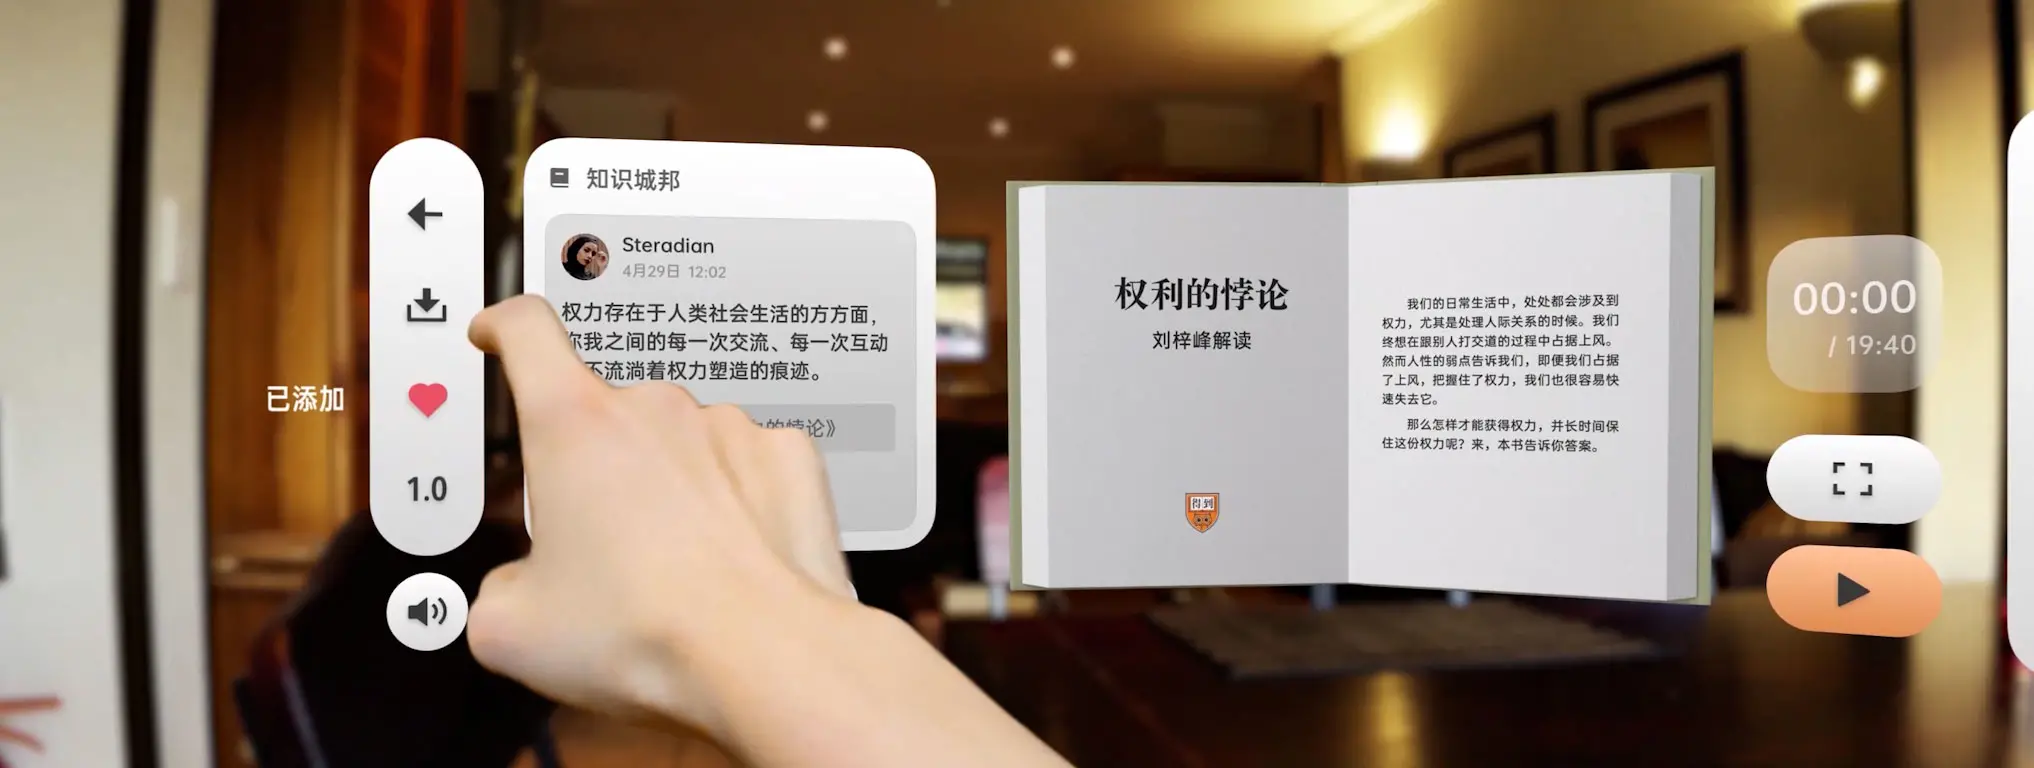 已添加
1.0
知识城邦
Steradian
4月29日 12:02
权力存在于人类社会生活的方方面，
你我之间的每一次交流、每一次互动
不流淌着权力塑造的痕迹。
的悖论》
权利的悖论
刘梓峰解读
得到
我们的日常生活中，处处都会涉及到
权力，尤其是处理人际关系的时候。我们
终想在跟别人打交道的过程中占据上风。
然而人性的弱点告诉我们，即便我们占据
了上风，把握住了权力，我们也很容易快
速失去它。
那么怎样才能获得权力，并长时间保
住这份权力呢？来，本书告诉你答案。
00:00
/ 19:40